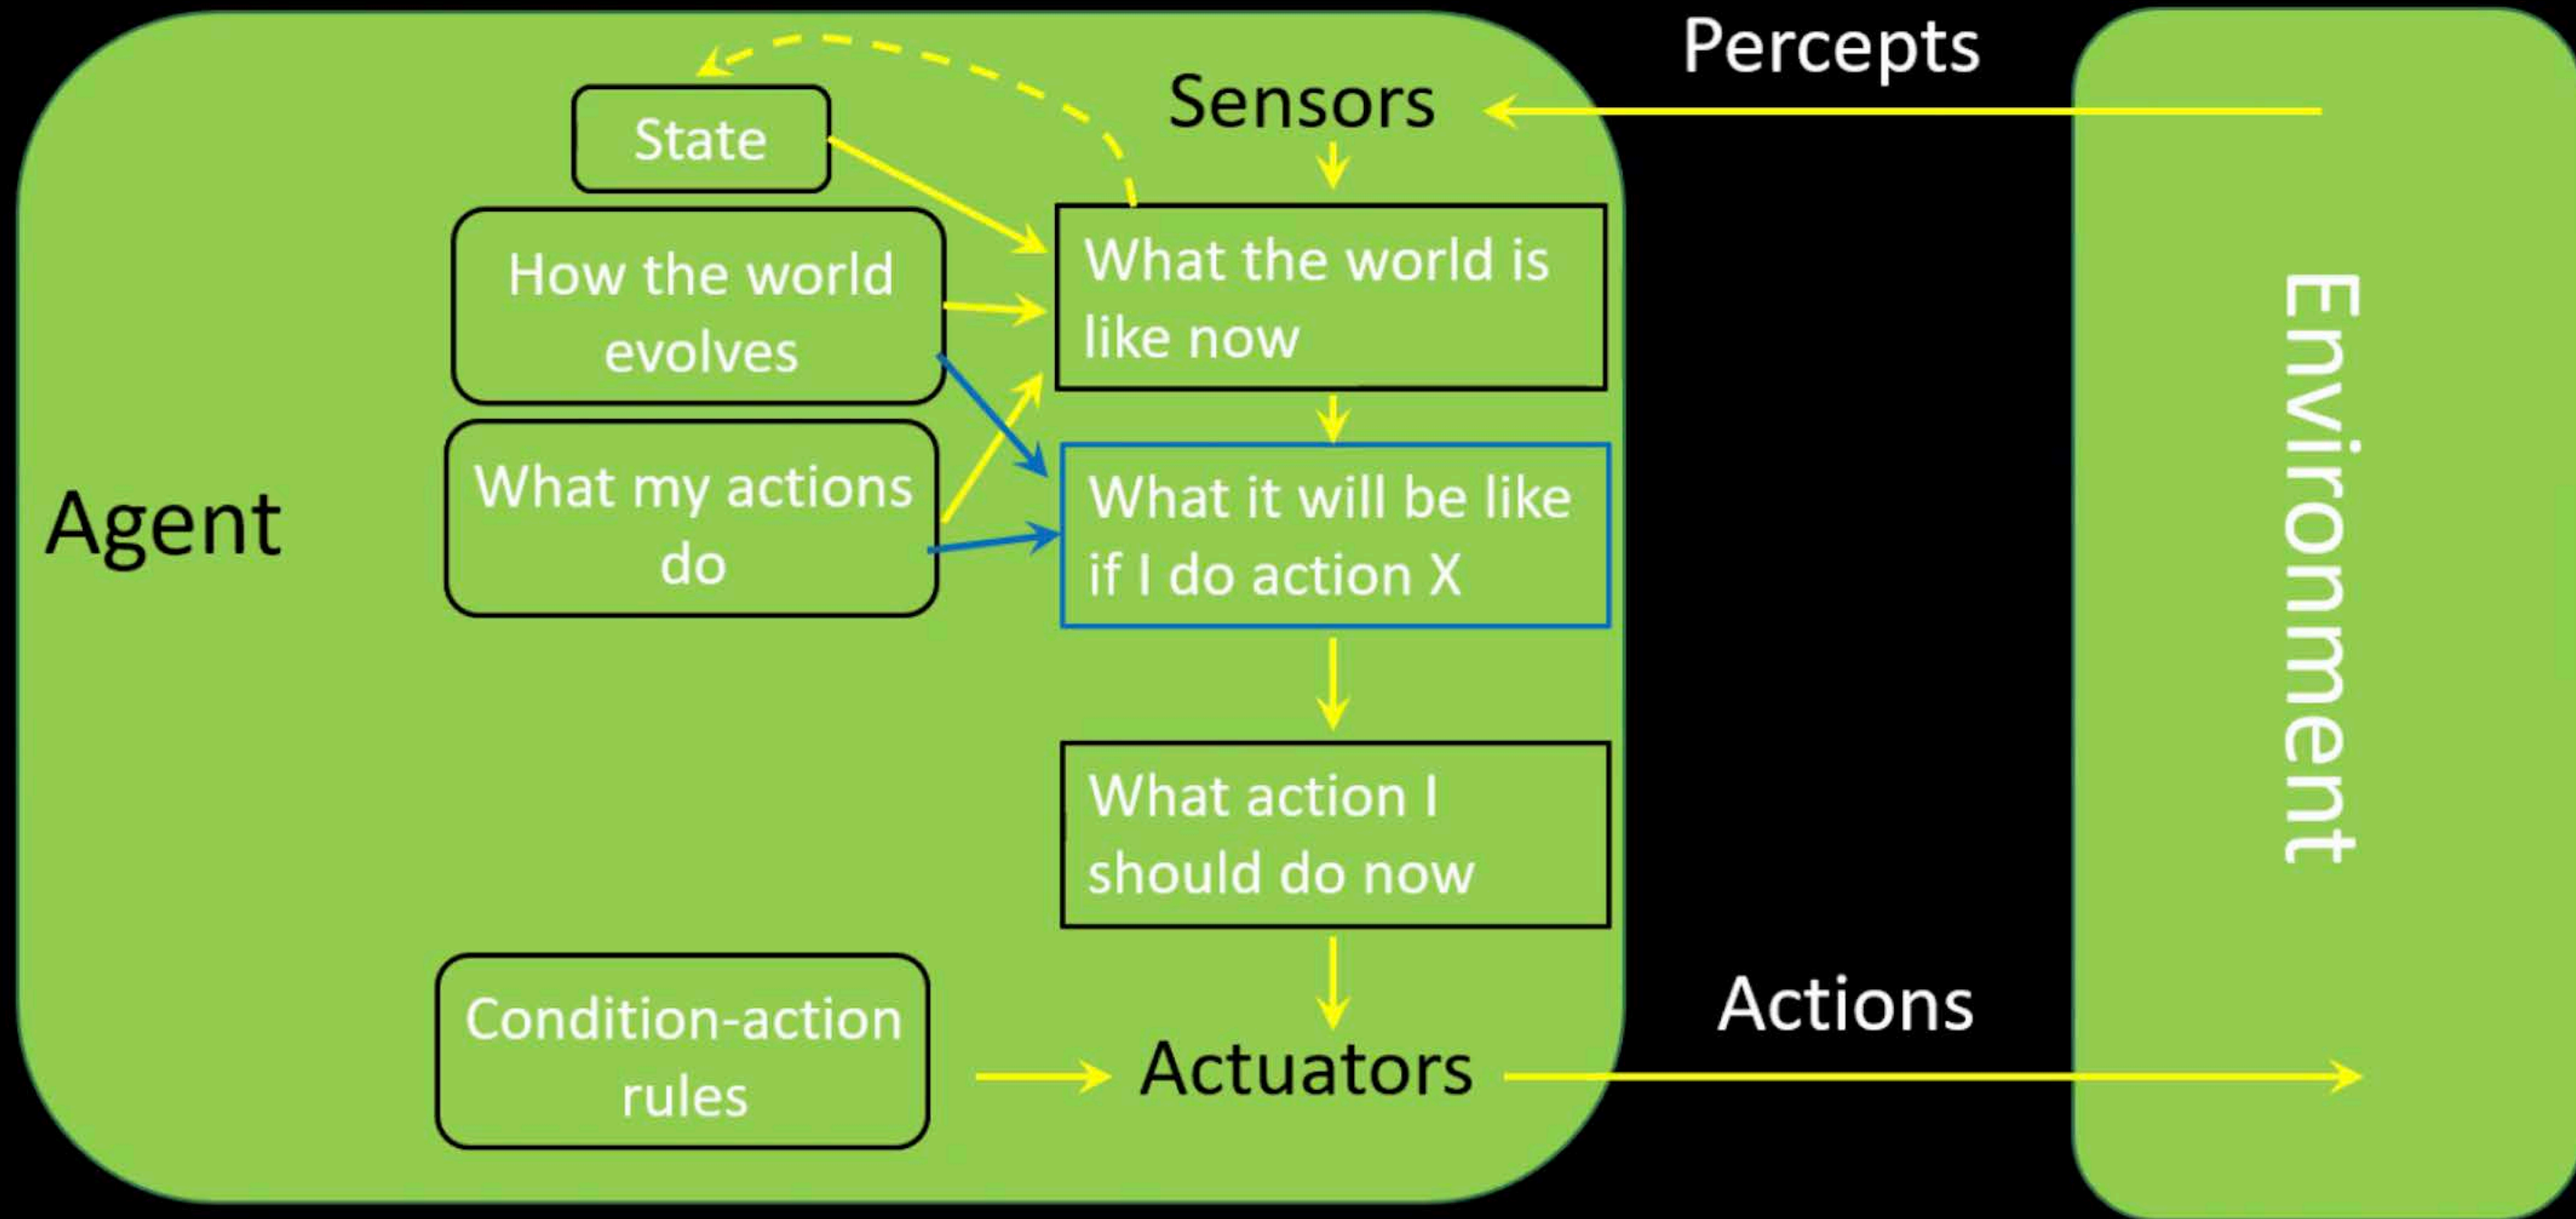 Percepts
Sensors
State
What the world is
like now
How the world
evolves
What my actions
do
What it will be like
if I do action X
Agent
Environment
What action I
should do now
Condition-action
rules
Actuators
Actions